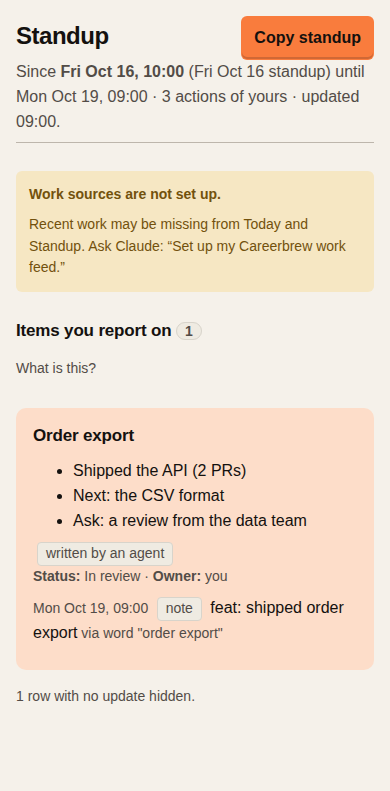 Standup
Copy standup
Since Fri Oct 16, 10:00 (Fri Oct 16 standup) until
Mon Oct 19, 09:00 · 3 actions of yours · updated
09:00.
Work sources are not set up.
Recent work may be missing from Today and
Standup. Ask Claude: “Set up my Careerbrew work
feed.”
Items you report on 1
What is this?
Order export
• Shipped the API (2 PRs)
• Next: the CSV format
• Ask: a review from the data team
written by an agent
Status: In review · Owner: you
Mon Oct 19, 09:00 note feat: shipped order
export via word "order export"
1 row with no update hidden.